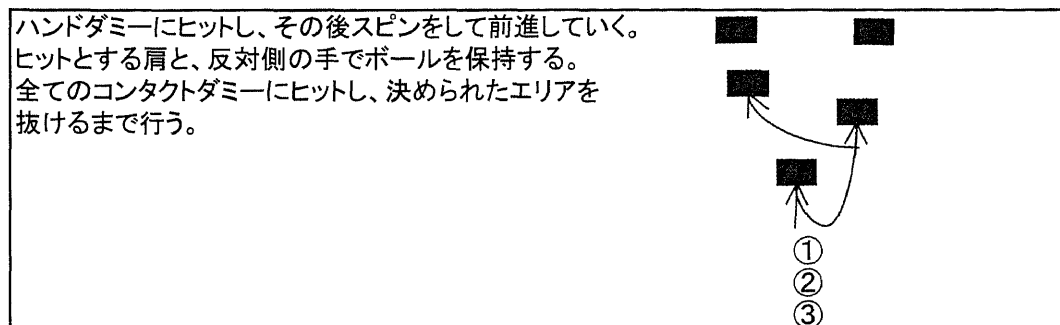 ハンドダミーにヒットし、その後スピンをして前進していく。
ヒットとする肩と、反対側の手でボールを保持する。
全てのコンタクトダミーにヒットし、決められたエリアを
抜けるまで行う。
①
②
③